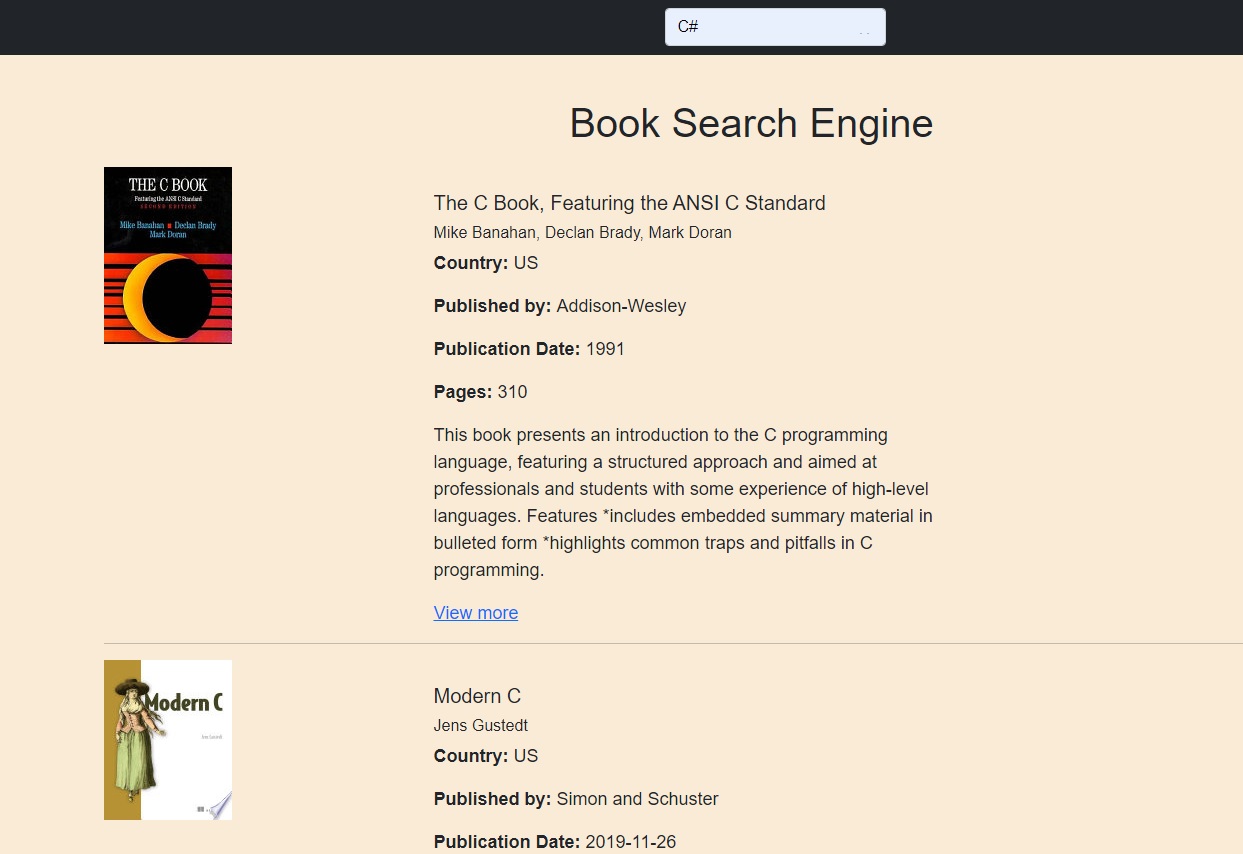 C#
Book Search Engine
THE C BOOK
Featuring the ANSI C Standard
SECOND EDITION
Mike Banahan ■ Declan Brady
Mark Doran
The C Book, Featuring the ANSI C Standard
Mike Banahan, Declan Brady, Mark Doran
Country: US
Published by: Addison-Wesley
Publication Date: 1991
Pages: 310
This book presents an introduction to the C programming
language, featuring a structured approach and aimed at
professionals and students with some experience of high-level
languages. Features *includes embedded summary material in
bulleted form *highlights common traps and pitfalls in C
programming.
View more
Modern C
Modern C
Jens Gustedt
Country: US
Published by: Simon and Schuster
Publication Date: 2019-11-26